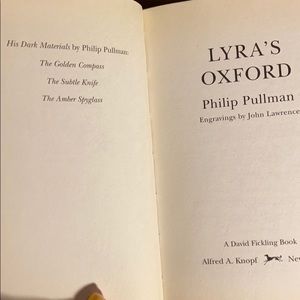 His Dark Materials by Philip Pullman:
The Golden Compass
The Subtle Knife
The Amber Spyglass
LYRA'S
OXFORD
Philip Pullman
Engravings by John Lawrence
A David Fickling Book
Alfred A. Knopf New